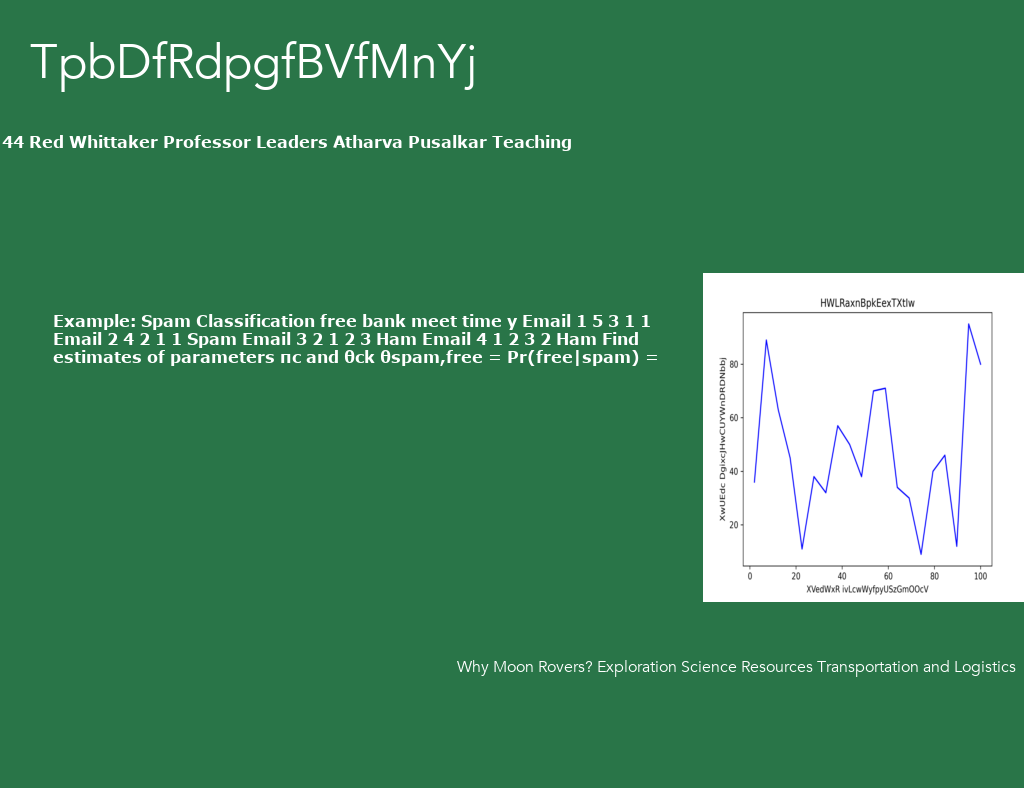 TpbDfRdpgfBVfMnYj
44 Red Whittaker Professor Leaders Atharva Pusalkar Teaching
Example: Spam Classification free bank meet time y Email 1 5 3 1 1
Email 2 4 2 1 1 Spam Email 3 2 1 2 3 Ham Email 4 1 2 3 2 Ham Find
estimates of parameters πc and θck θspam,free = Pr(free|spam) =
HWLRaxnBpkEexTXtIw
XwUEdc DgixcJHwCUYWnDRDNbbj
80
60
40
20
0 20 40 60 80 100
XVedWxR ivLcwWyfpyUSzGmOOcV
Why Moon Rovers? Exploration Science Resources Transportation and Logistics